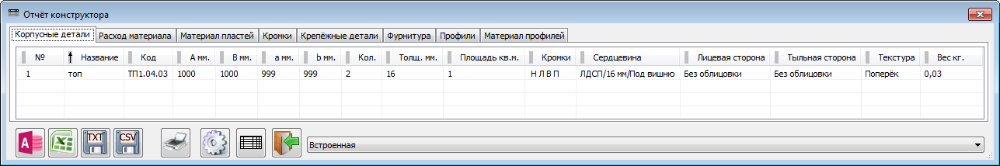 Отчёт конструктора
Корпусные детали Расход материала Материал пластей Кромки Крепёжные детали Фурнитура Профили Материал профилей
№ Название Код A мм. B мм. a мм. b мм. Кол. Толщ. мм. Площадь кв.м. Кромки Сердцевина Лицевая сторона Тыльная сторона Текстура Вес кг.
1 топ ТП1.04.03 1000 1000 999 999 2 16 1 Н Л В П ЛДСП/16 мм/Под вишню Без облицовки Без облицовки Поперёк 0,03
A X TXT CSV Встроенная